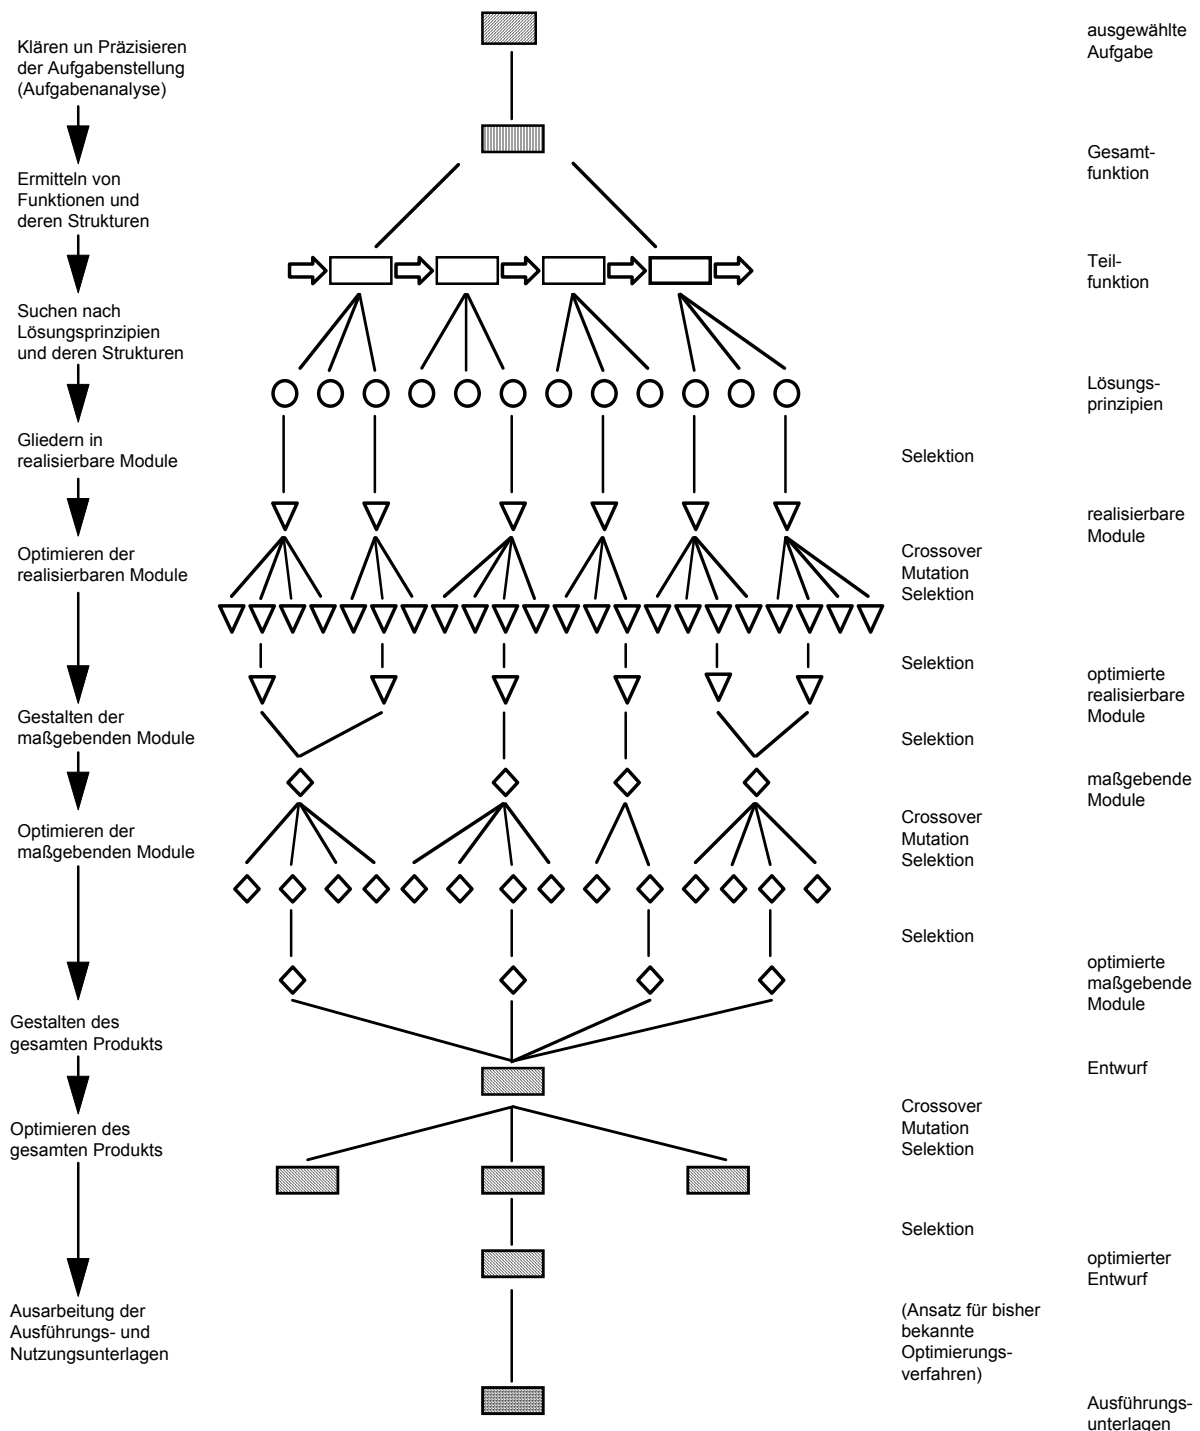 Klären un Präzisieren
der Aufgabenstellung
(Aufgabenanalyse)
Ermitteln von
Funktionen und
deren Strukturen
Suchen nach
Lösungsprinzipien
und deren Strukturen
Gliedern in
realisierbare Module
Optimieren der
realisierbaren Module
Gestalten der
maßgebenden Module
Optimieren der
maßgebenden Module
Gestalten des
gesamten Produkts
Optimieren des
gesamten Produkts
Ausarbeitung der
Ausführungs- und
Nutzungsunterlagen
Selektion
Crossover
Mutation
Selektion
Selektion
Selektion
Crossover
Mutation
Selektion
Selektion
Crossover
Mutation
Selektion
Selektion
(Ansatz für bisher
bekannte
Optimierungs-
verfahren)
ausgewählte
Aufgabe
Gesamt-
funktion
Teil-
funktion
Lösungs-
prinzipien
realisierbare
Module
optimierte
realisierbare
Module
maßgebende
Module
optimierte
maßgebende
Module
Entwurf
optimierter
Entwurf
Ausführungs-
unterlagen